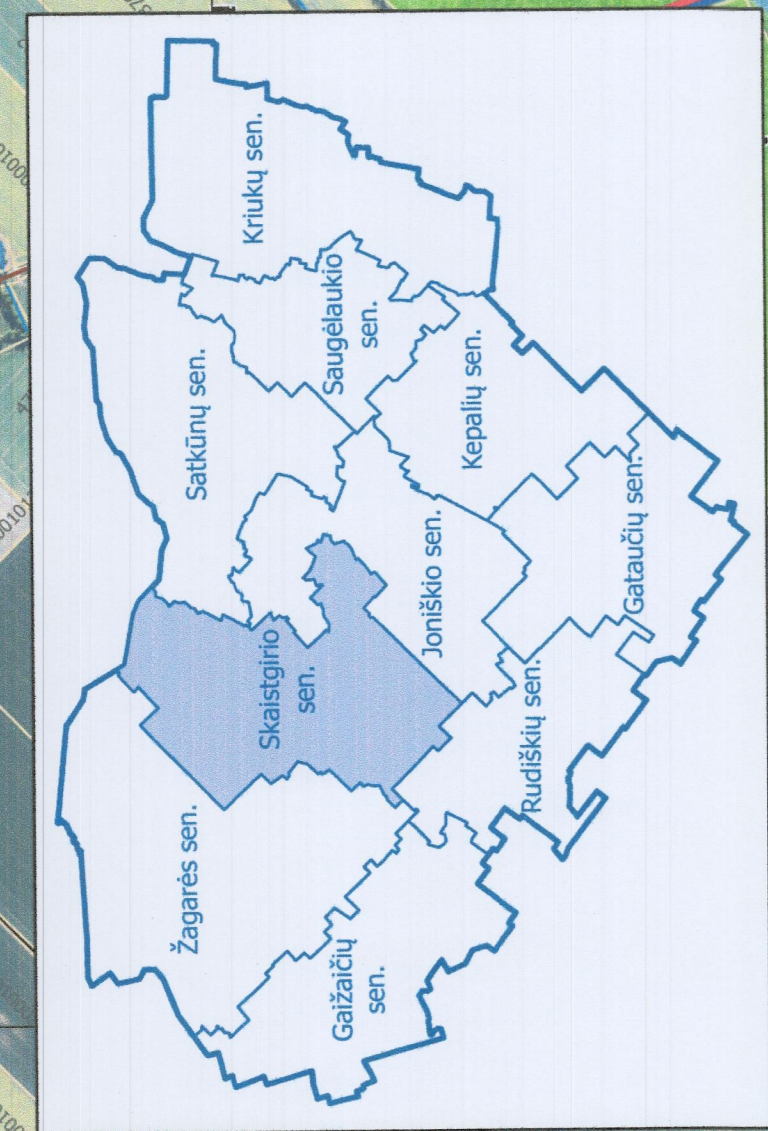 Žagarės sen.
Skaistgirio
sen.
Satkūnų sen.
Kriukų sen.
Gaižaičių
sen.
Saugėlaukio
sen.
Joniškio sen.
Kepalių sen.
Rudiškių sen.
Gataučių sen.